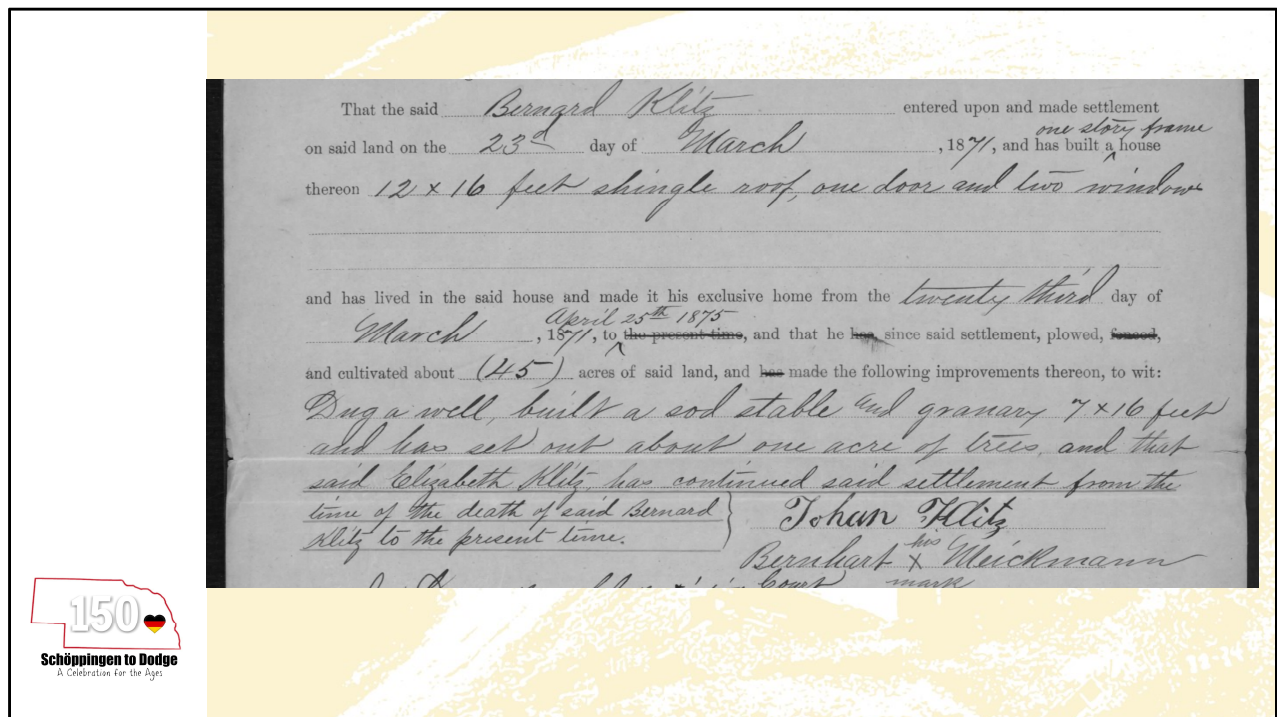 That the said Bernard Klitz entered upon and made settlement
one story frame
on said land on the 23d day of March, 1871, and has built ^ a house
thereon 12 x 16 feet shingle roof, one door and two windows
and has lived in the said house and made it his exclusive home from the twenty third day of
April 25th 1875
March, 1871, to ^ the present time, and that he has, since said settlement, plowed, fenced,
and cultivated about (45) acres of said land, and has made the following improvements thereon, to wit:
Dug a well, built a sod stable and granary 7 x 16 feet
and has set out about one acre of trees, and that
said Elizabeth Klitz, has continued said settlement from the
time of the death of said Bernard
Klitz to the present time.
Johan Klitz
his
Bernhart x Meickmann
mark
Court
150
Schöppingen to Dodge
A Celebration for the Ages